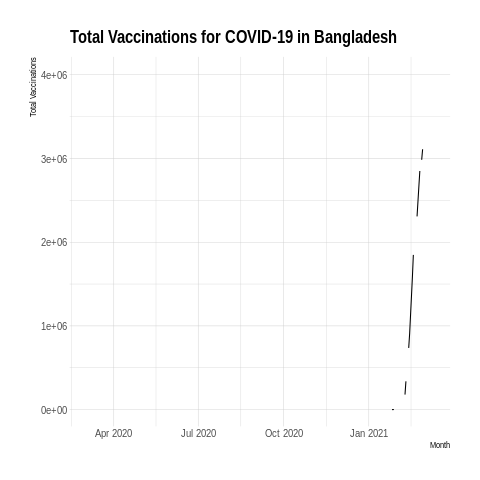 Total Vaccinations for COVID-19 in Bangladesh
Total Vaccinations
4e+06
3e+06
2e+06
1e+06
0e+00
Apr 2020 Jul 2020 Oct 2020 Jan 2021
Month